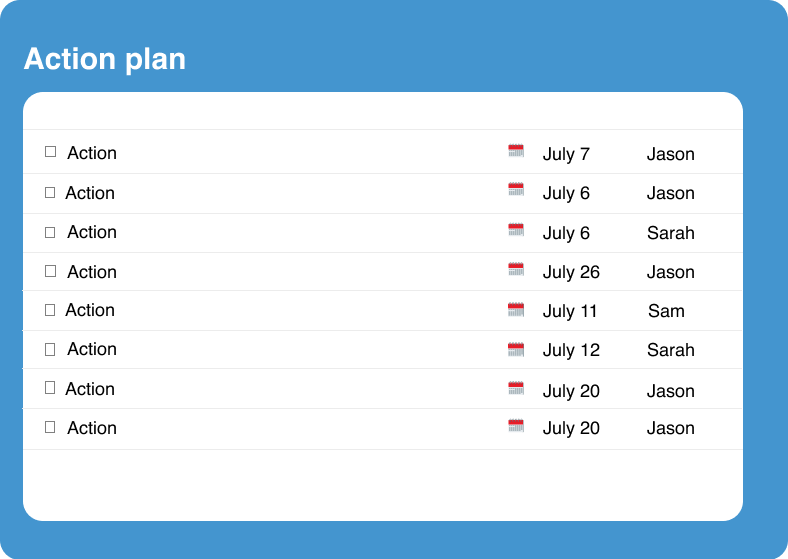 Action plan
Action July 7 Jason
Action July 6 Jason
Action July 6 Sarah
Action July 26 Jason
Action July 11 Sam
Action July 12 Sarah
Action July 20 Jason
Action July 20 Jason